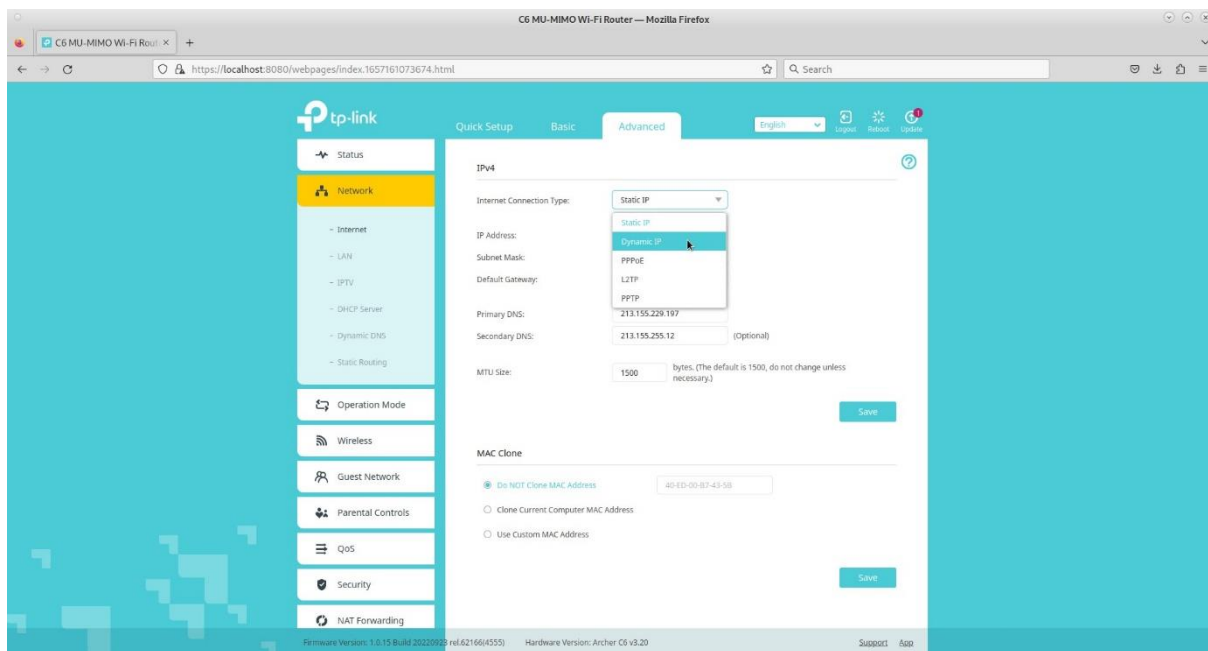 C6 MU-MIMO Wi-Fi Router — Mozilla Firefox
C6 MU-MIMO Wi-Fi Rout
https://localhost:8080/webpages/index.1657161073674.html
Search
tp-link
Quick Setup Basic Advanced
English
Logout Reboot Update
Status
Network
- Internet
- LAN
- IPTV
- DHCP Server
- Dynamic DNS
- Static Routing
Operation Mode
Wireless
Guest Network
Parental Controls
QoS
Security
NAT Forwarding
IPv4
Internet Connection Type: Static IP
Static IP
Dynamic IP
PPPoE
L2TP
PPTP
IP Address:
Subnet Mask:
Default Gateway:
Primary DNS: 213.155.229.197
Secondary DNS: 213.155.255.12 (Optional)
MTU Size: 1500 bytes. (The default is 1500, do not change unless
necessary.)
Save
MAC Clone
Do NOT Clone MAC Address 40-ED-00-B7-43-5B
Clone Current Computer MAC Address
Use Custom MAC Address
Save
Firmware Version: 1.0.15 Build 20220923 rel.62166(4555) Hardware Version: Archer C6 v3.20 Support App